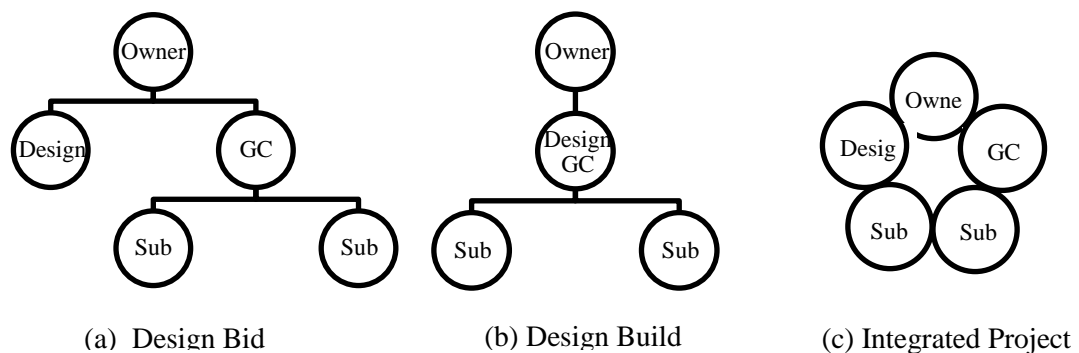 Owner
Design
GC
Sub
Sub
(a) Design Bid
Owner
Design
GC
Sub
Sub
(b) Design Build
Owne
Desig
GC
Sub
Sub
(c) Integrated Project